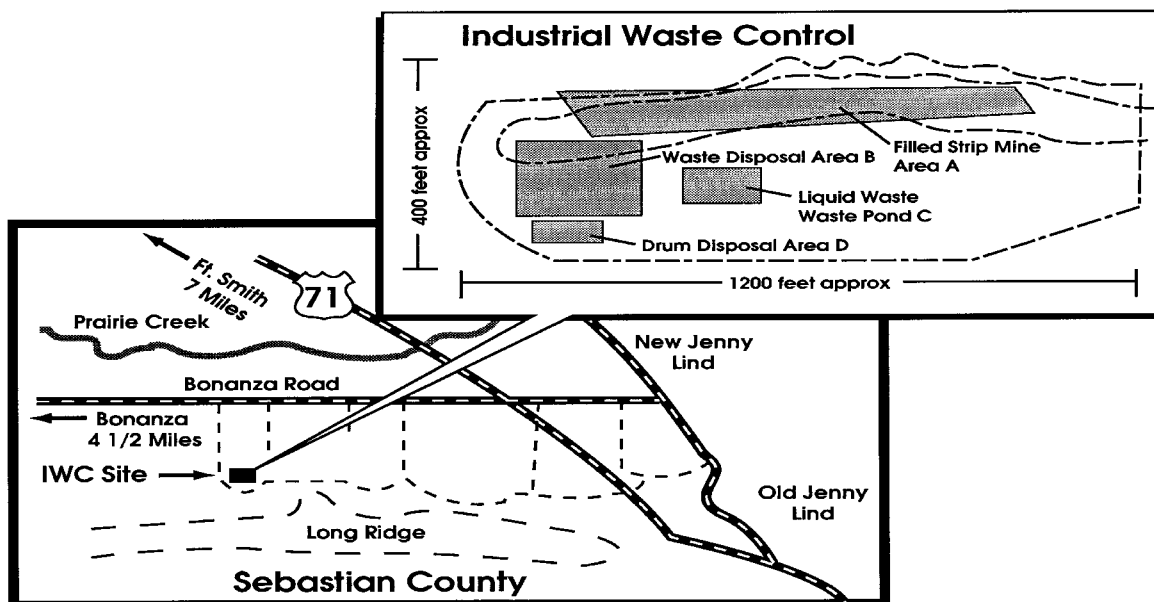 Industrial Waste Control
400 feet approx
Waste Disposal Area B
Filled Strip Mine
Area A
Liquid Waste
Waste Pond C
Drum Disposal Area D
1200 feet approx
Ft. Smith
7 Miles
71
Prairie Creek
New Jenny
Lind
Bonanza Road
Bonanza
4 1/2 Miles
IWC Site
Old Jenny
Lind
Long Ridge
Sebastian County